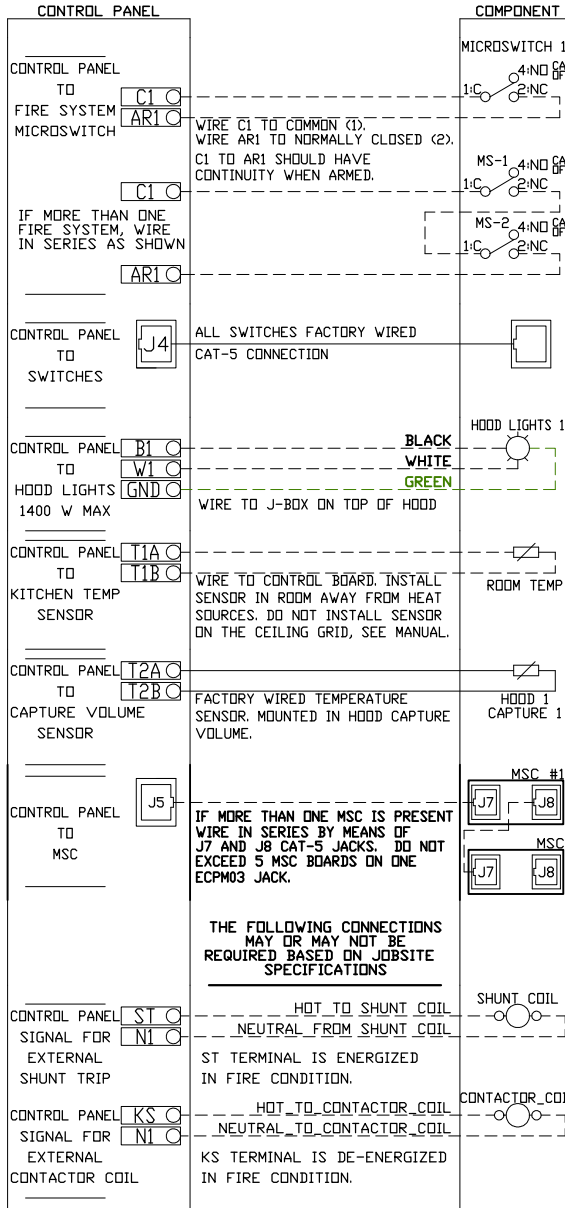 CONTROL PANEL
COMPONENT
MICROSWITCH 1
CONTROL PANEL
TO
FIRE SYSTEM
MICROSWITCH
C1
AR1
4:NO
1:C
2:NC
WIRE C1 TO COMMON (1).
WIRE AR1 TO NORMALLY CLOSED (2).
C1 TO AR1 SHOULD HAVE
CONTINUITY WHEN ARMED.
C1
IF MORE THAN ONE
FIRE SYSTEM, WIRE
IN SERIES AS SHOWN
AR1
MS-1
4:NO
1:C
2:NC
MS-2
4:NO
1:C
2:NC
CONTROL PANEL
TO
SWITCHES
J4
ALL SWITCHES FACTORY WIRED
CAT-5 CONNECTION
CONTROL PANEL
TO
HOOD LIGHTS
1400 W MAX
B1
W1
GND
BLACK
WHITE
GREEN
WIRE TO J-BOX ON TOP OF HOOD
HOOD LIGHTS 1
CONTROL PANEL
TO
KITCHEN TEMP
SENSOR
T1A
T1B
WIRE TO CONTROL BOARD. INSTALL
SENSOR IN ROOM AWAY FROM HEAT
SOURCES. DO NOT INSTALL SENSOR
ON THE CEILING GRID, SEE MANUAL.
ROOM TEMP
CONTROL PANEL
TO
CAPTURE VOLUME
SENSOR
T2A
T2B
FACTORY WIRED TEMPERATURE
SENSOR. MOUNTED IN HOOD CAPTURE
VOLUME.
HOOD 1
CAPTURE 1
CONTROL PANEL
TO
MSC
J5
IF MORE THAN ONE MSC IS PRESENT
WIRE IN SERIES BY MEANS OF
J7 AND J8 CAT-5 JACKS. DO NOT
EXCEED 5 MSC BOARDS ON ONE
ECPM03 JACK.
MSC #1
J7
J8
MSC
J7
J8
THE FOLLOWING CONNECTIONS
MAY OR MAY NOT BE
REQUIRED BASED ON JOBSITE
SPECIFICATIONS
CONTROL PANEL
SIGNAL FOR
EXTERNAL
SHUNT TRIP
ST
N1
HOT TO SHUNT COIL
NEUTRAL FROM SHUNT COIL
ST TERMINAL IS ENERGIZED
IN FIRE CONDITION.
SHUNT COIL
CONTROL PANEL
SIGNAL FOR
EXTERNAL
CONTACTOR COIL
KS
N1
HOT TO CONTACTOR COIL
NEUTRAL TO CONTACTOR COIL
KS TERMINAL IS DE-ENERGIZED
IN FIRE CONDITION.